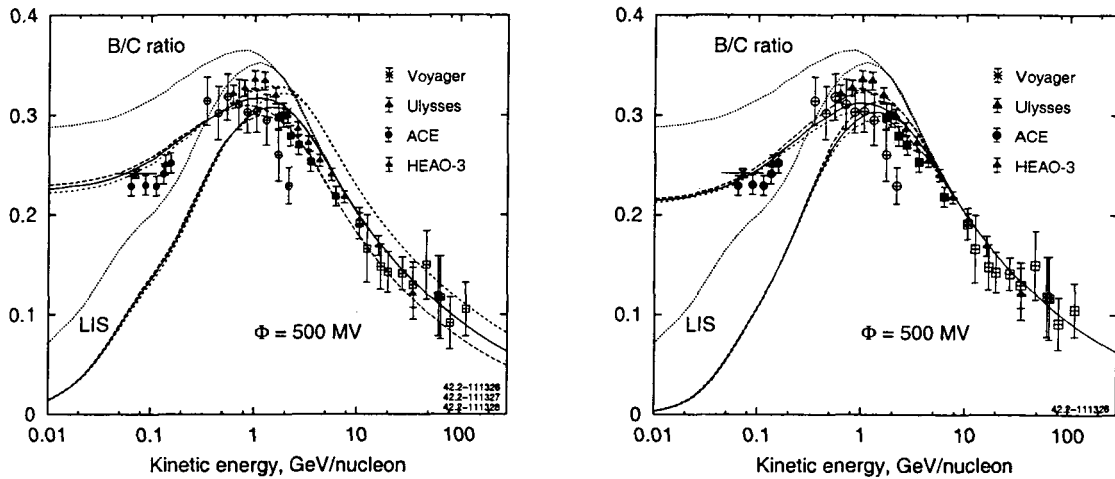 0.4
B/C ratio
Voyager
Ulysses
ACE
HEAO-3
0.3
0.2
0.1
0
LIS
Φ = 500 MV
42.2-111326
42.2-111327
42.2-111328
0.01
0.1
1
10
100
Kinetic energy, GeV/nucleon
0.4
B/C ratio
Voyager
Ulysses
ACE
HEAO-3
0.3
0.2
0.1
0
LIS
Φ = 500 MV
0.01
0.1
1
10
100
Kinetic energy, GeV/nucleon